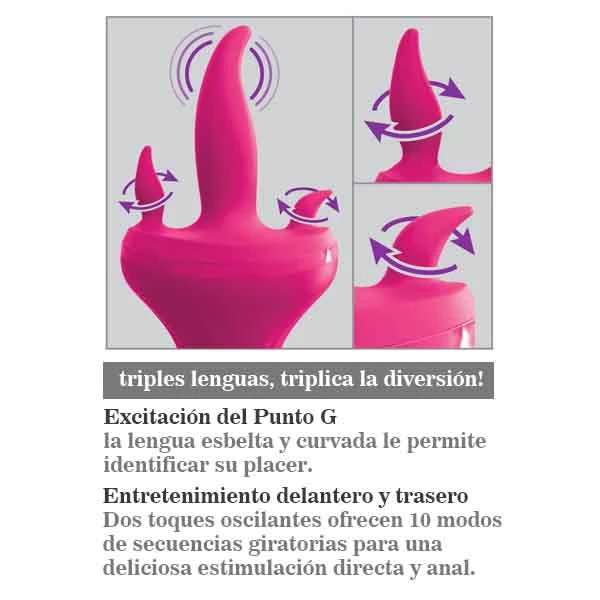 triples lenguas, triplica la diversión!
Excitación del Punto G
la lengua esbelta y curvada le permite
identificar su placer.
Entretenimiento delantero y trasero
Dos toques oscilantes ofrecen 10 modos
de secuencias giratorias para una
deliciosa estimulación directa y anal.